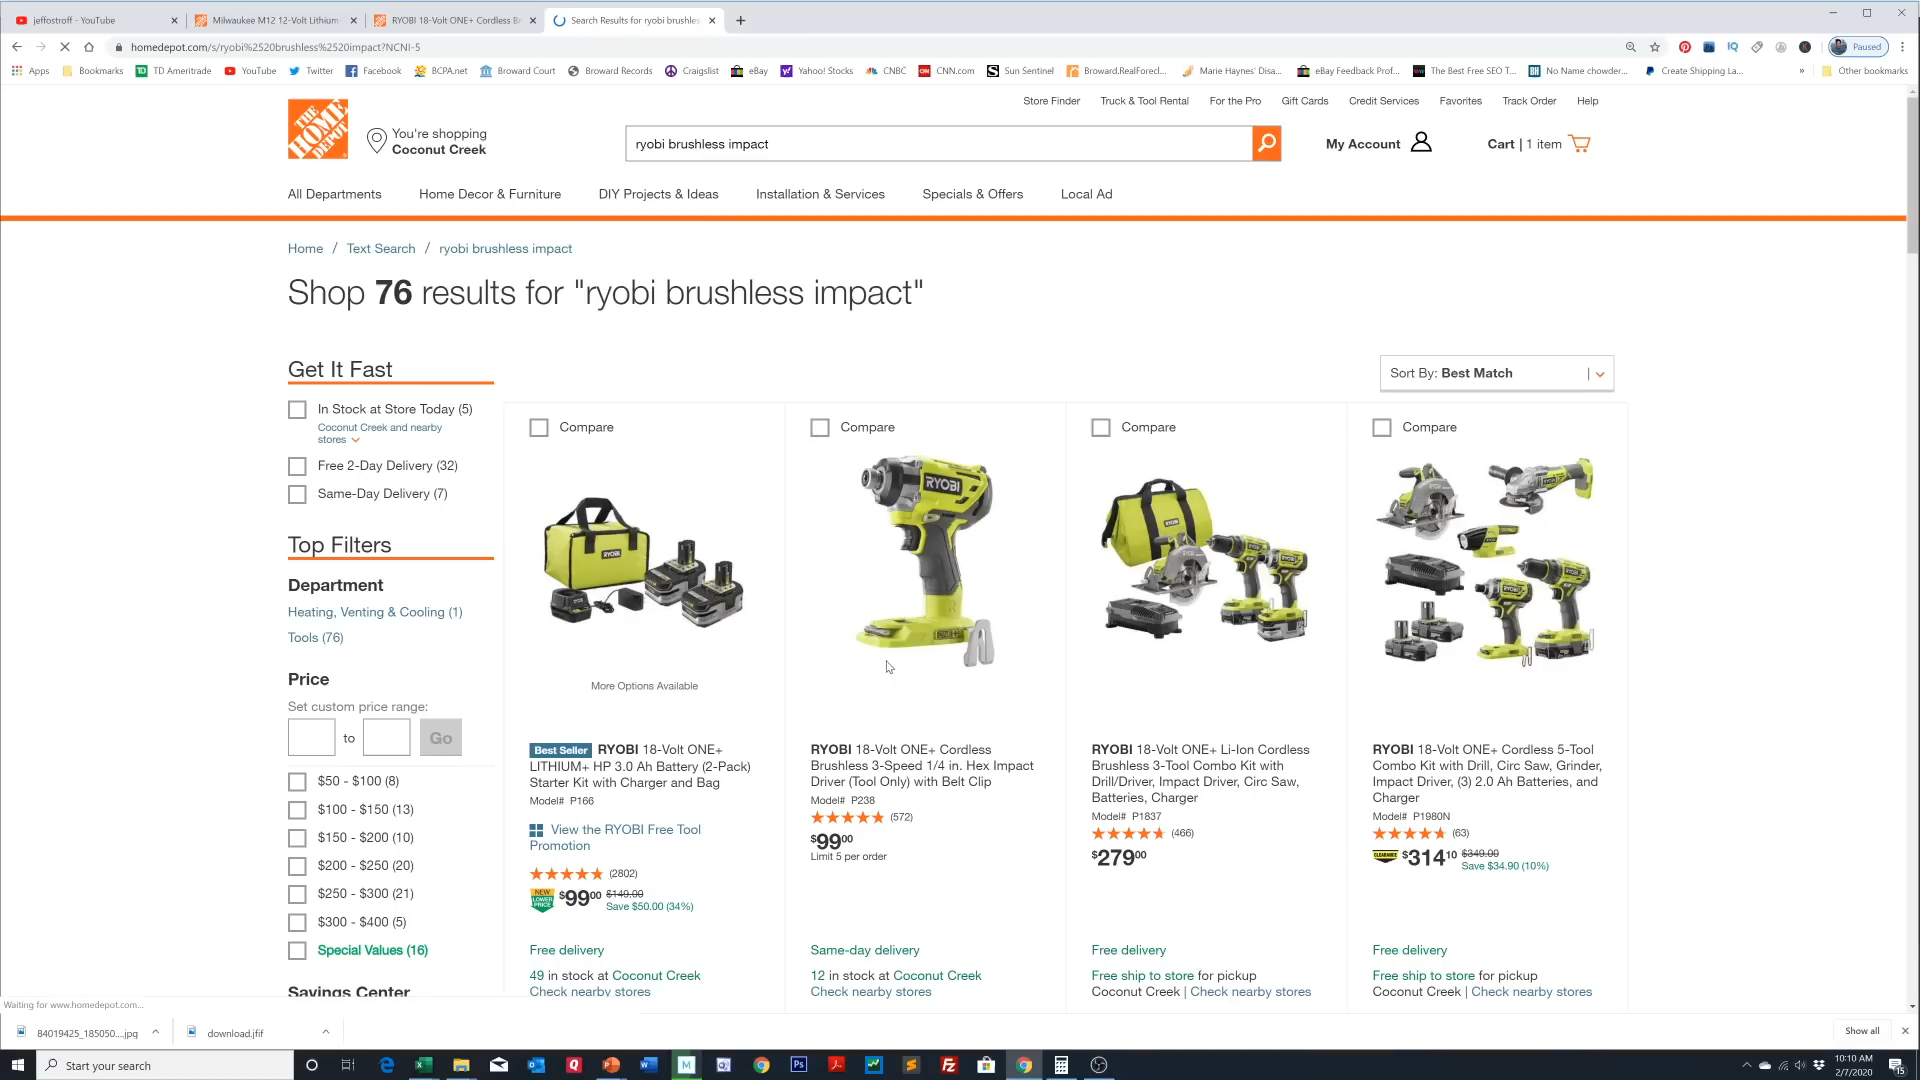 jeffostroff - YouTube
Milwaukee M12 12-Volt Lithium-
RYOBI 18-Volt ONE+ Cordless B
Search Results for ryobi brushles
homedepot.com/s/ryobi%2520brushless%2520impact?NCNI-5
Paused
Apps
Bookmarks
TD Ameritrade
YouTube
Twitter
Facebook
BCPA.net
Broward Court
Broward Records
Craigslist
eBay
Yahoo! Stocks
CNBC
CNN.com
Sun Sentinel
Broward.RealForecl...
Marie Haynes' Disa...
eBay Feedback Prof...
The Best Free SEO T...
No Name chowder...
Create Shipping La...
»
Other bookmarks
Store Finder
Truck & Tool Rental
For the Pro
Gift Cards
Credit Services
Favorites
Track Order
Help
THE HOME DEPOT
You're shopping
Coconut Creek
ryobi brushless impact
My Account
Cart | 1 item
All Departments
Home Decor & Furniture
DIY Projects & Ideas
Installation & Services
Specials & Offers
Local Ad
Home / Text Search / ryobi brushless impact
Shop 76 results for "ryobi brushless impact"
Get It Fast
Sort By: Best Match
In Stock at Store Today (5)
Coconut Creek and nearby
stores
Free 2-Day Delivery (32)
Same-Day Delivery (7)
Top Filters
Department
Heating, Venting & Cooling (1)
Tools (76)
Price
Set custom price range:
to
Go
$50 - $100 (8)
$100 - $150 (13)
$150 - $200 (10)
$200 - $250 (20)
$250 - $300 (21)
$300 - $400 (5)
Special Values (16)
Savings Center
Compare
RYOBI
More Options Available
Best Seller RYOBI 18-Volt ONE+
LITHIUM+ HP 3.0 Ah Battery (2-Pack)
Starter Kit with Charger and Bag
Model# P166
View the RYOBI Free Tool
Promotion
(2802)
NEW LOWER PRICE $99 00 $149.00
Save $50.00 (34%)
Free delivery
49 in stock at Coconut Creek
Check nearby stores
Compare
RYOBI
ONE+
RYOBI 18-Volt ONE+ Cordless
Brushless 3-Speed 1/4 in. Hex Impact
Driver (Tool Only) with Belt Clip
Model# P238
(572)
$99 00
Limit 5 per order
Same-day delivery
12 in stock at Coconut Creek
Check nearby stores
Compare
RYOBI
RYOBI 18-Volt ONE+ Li-Ion Cordless
Brushless 3-Tool Combo Kit with
Drill/Driver, Impact Driver, Circ Saw,
Batteries, Charger
Model# P1837
(466)
$279 00
Free delivery
Free ship to store for pickup
Coconut Creek | Check nearby stores
Compare
RYOBI 18-Volt ONE+ Cordless 5-Tool
Combo Kit with Drill, Circ Saw, Grinder,
Impact Driver, (3) 2.0 Ah Batteries, and
Charger
Model# P1980N
(63)
CLEARANCE $314 10 $349.00
Save $34.90 (10%)
Free delivery
Free ship to store for pickup
Coconut Creek | Check nearby stores
Waiting for www.homedepot.com...
84019425_185050....jpg
download.jfif
Show all
Start your search
10:10 AM
2/7/2020
15